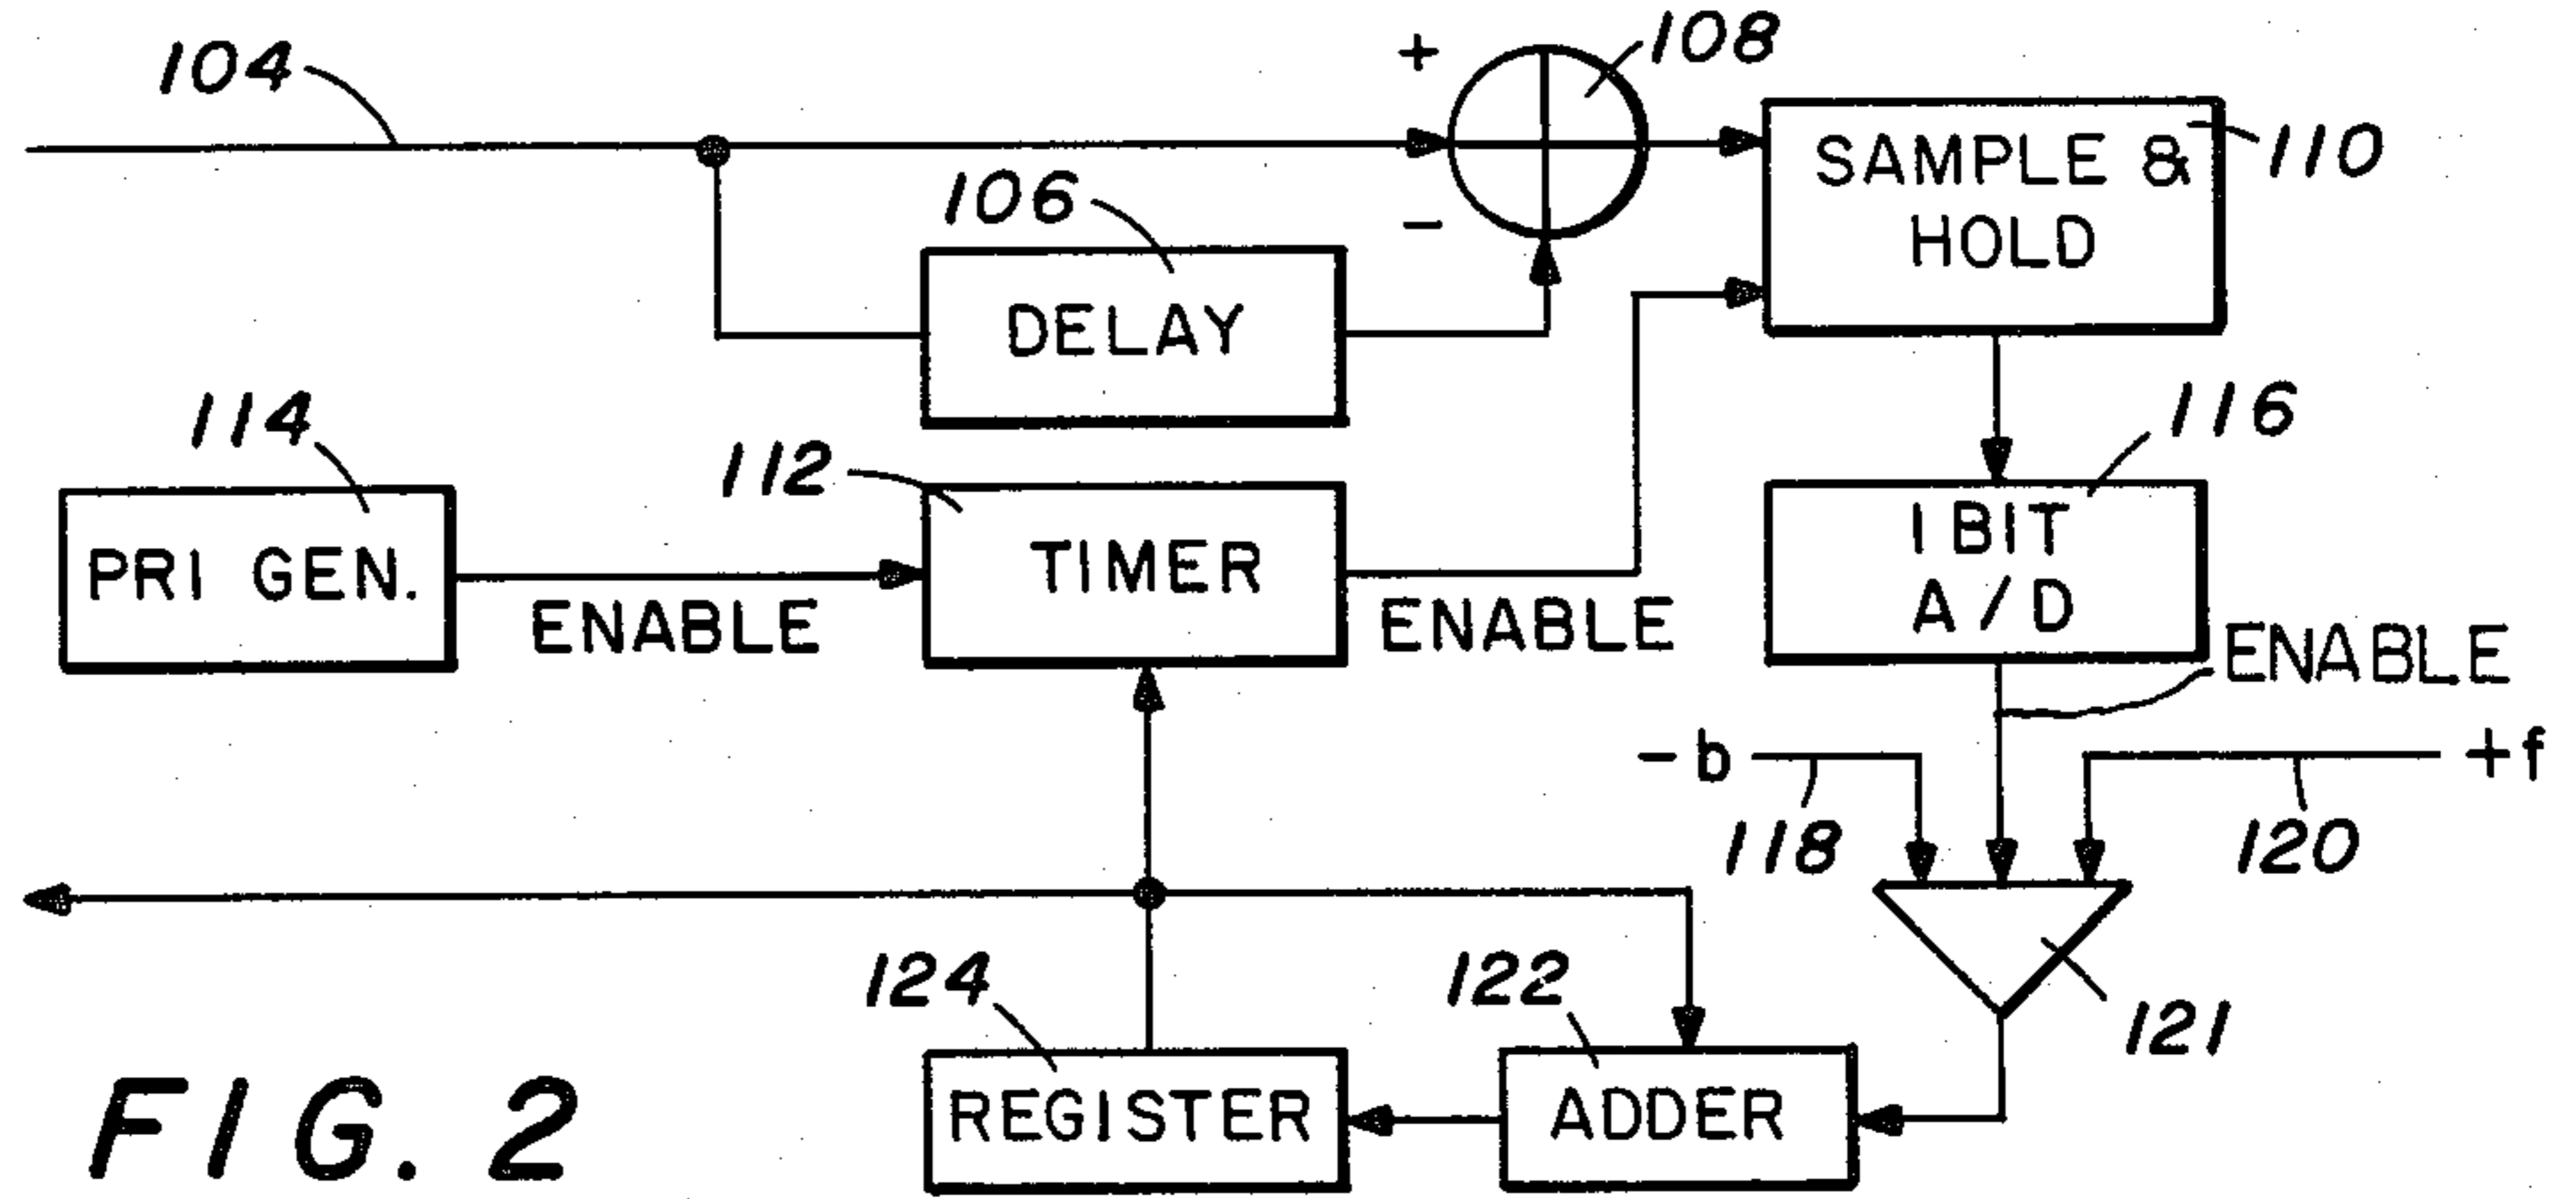 104
+
108
SAMPLE &
HOLD
110
106
-
DELAY
114
112
116
PRI GEN.
ENABLE
TIMER
ENABLE
1 BIT
A/D
ENABLE
-b
+f
118
120
124
122
121
REGISTER
ADDER
FIG. 2